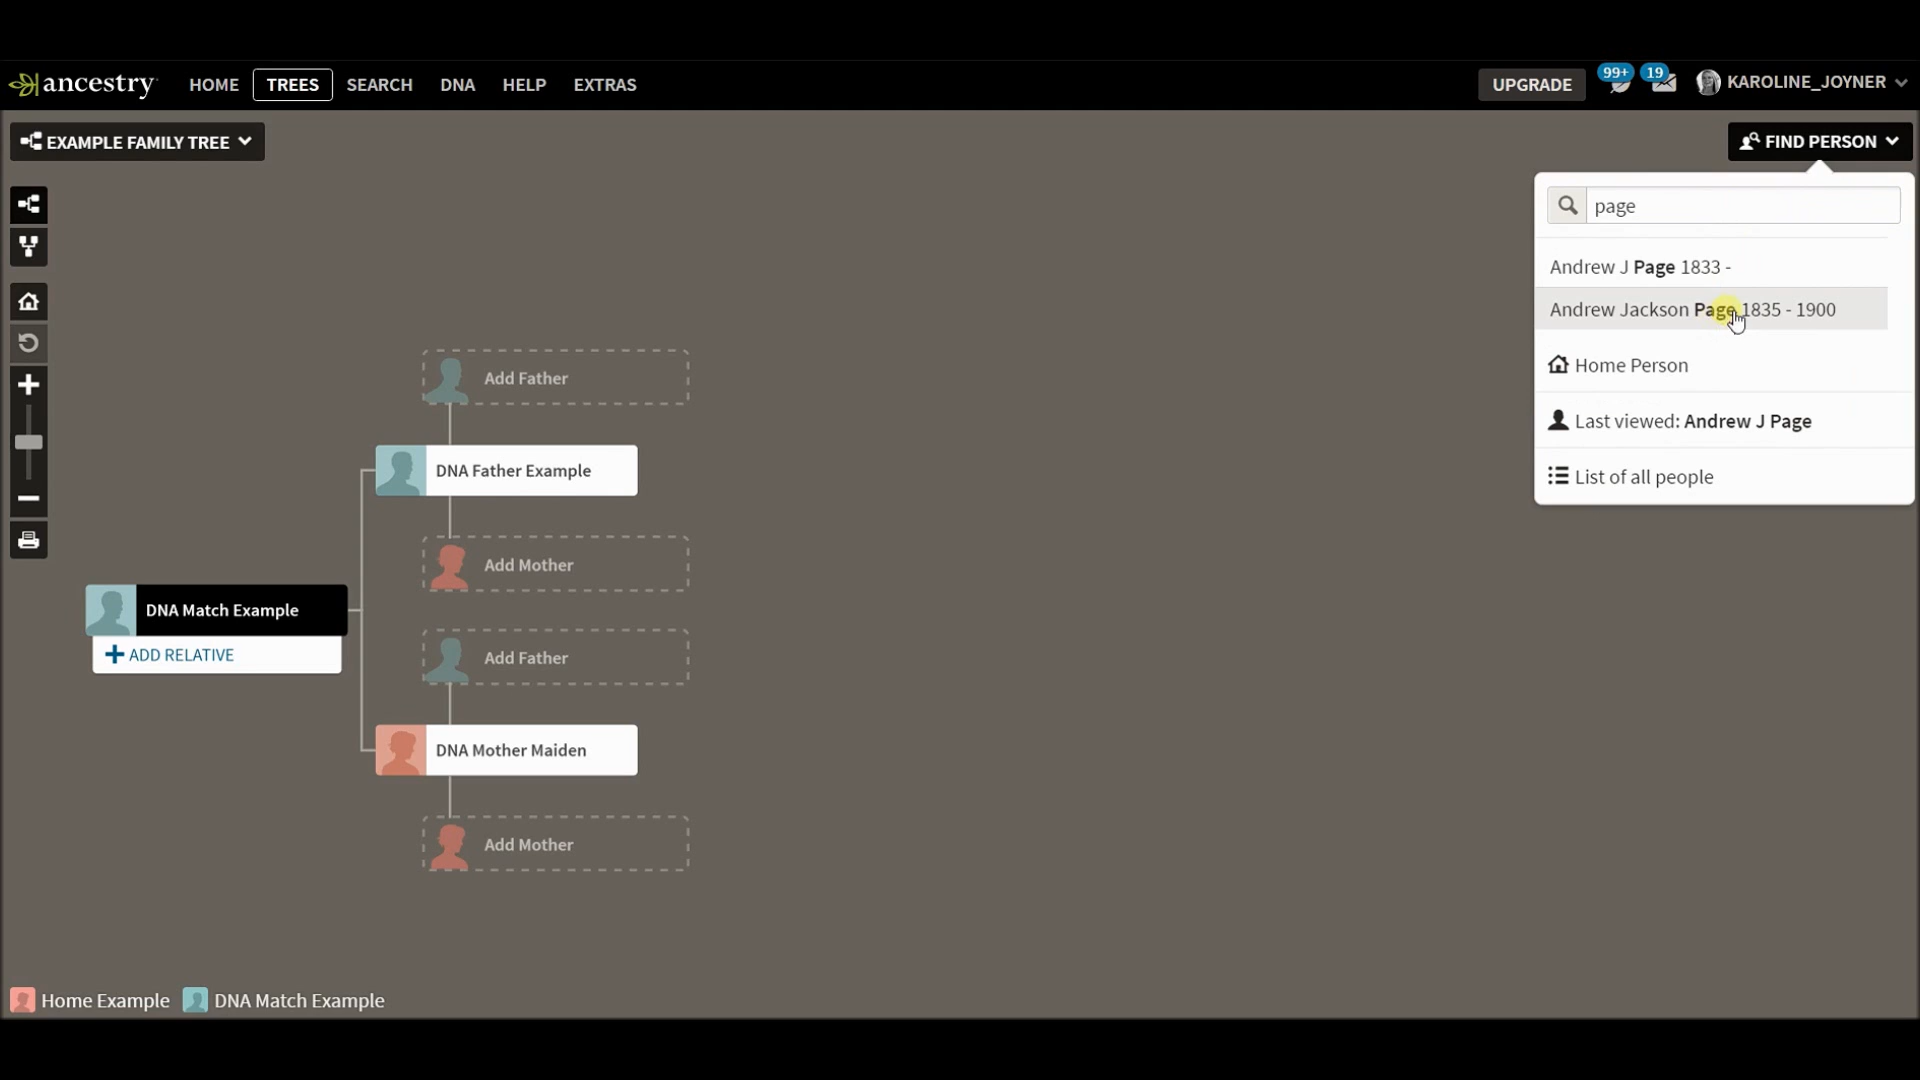 ancestry
HOME TREES SEARCH DNA HELP EXTRAS
UPGRADE 99+ 19 KAROLINE_JOYNER
EXAMPLE FAMILY TREE
FIND PERSON
page
Andrew J Page 1833 -
Andrew Jackson Page 1835 - 1900
Home Person
Last viewed: Andrew J Page
List of all people
Add Father
DNA Father Example
Add Mother
DNA Match Example
ADD RELATIVE
Add Father
DNA Mother Maiden
Add Mother
Home Example DNA Match Example